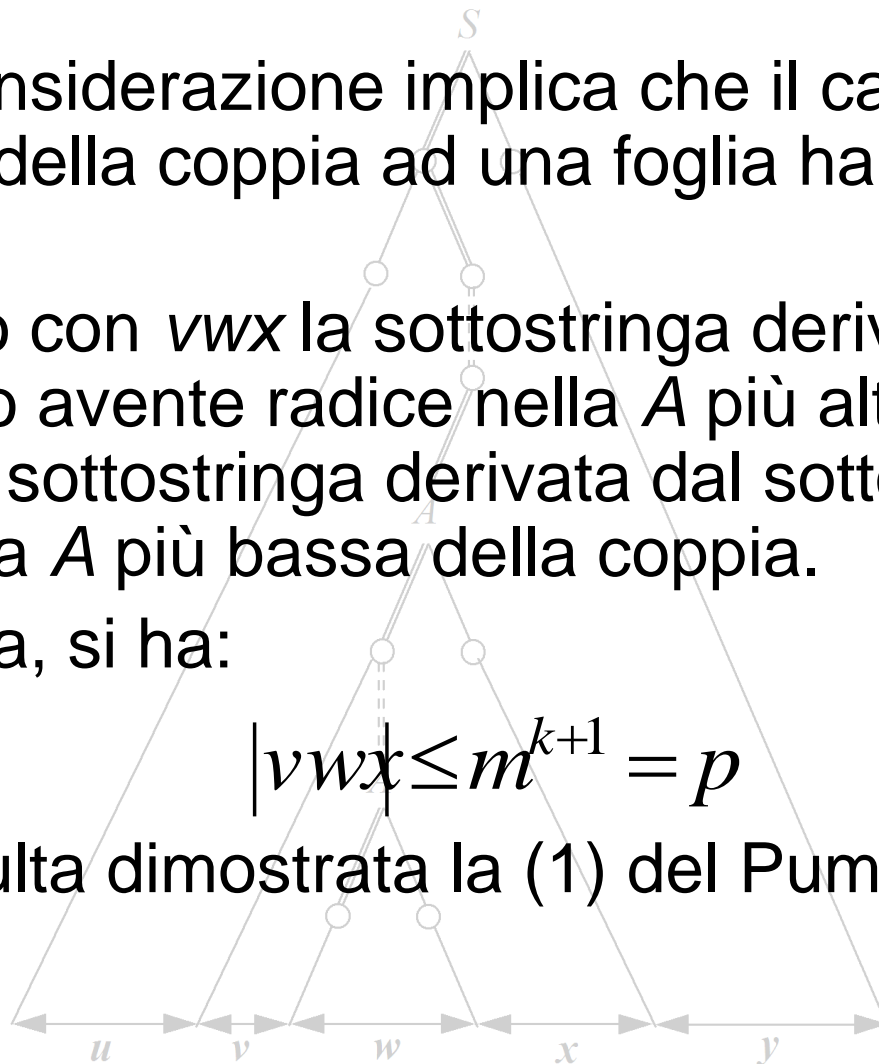 S
nsiderazione implica che il ca
della coppia ad una foglia ha
o con vwx la sottostringa deriv
o avente radice nella A più alt
sottostringa derivata dal sotto
A
a A più bassa della coppia.
a, si ha:
|vwx| ≤ m^{k+1} = p
ulta dimostrata la (1) del Pum
u v w x y